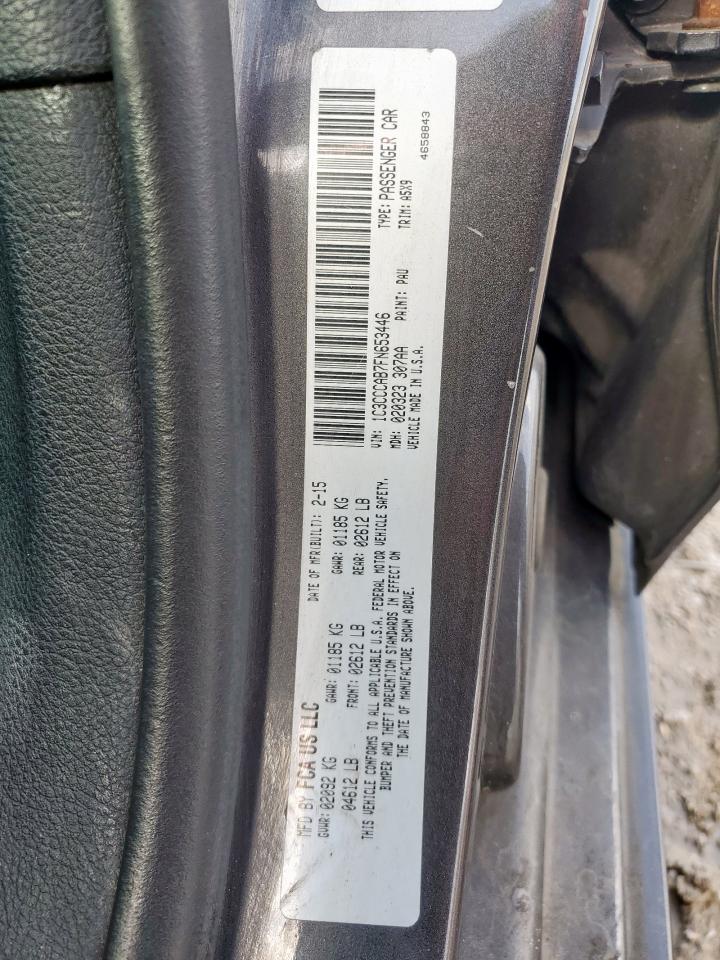 MFD BY FCA US LLC
DATE OF MFR(BUILT): 2-15
GVWR: 02092 KG
GAWR: 01185 KG
GAWR: 01185 KG
04612 LB
FRONT: 02612 LB
REAR: 02612 LB
THIS VEHICLE CONFORMS TO ALL APPLICABLE U.S.A. FEDERAL MOTOR VEHICLE SAFETY,
BUMPER AND THEFT PREVENTION STANDARDS IN EFFECT ON
THE DATE OF MANUFACTURE SHOWN ABOVE.
VIN: 1C3CCCAB7FN653446
TYPE: PASSENGER CAR
MDH: 020323 307AA
PAINT: PAU
TRIM: A5X9
VEHICLE MADE IN U.S.A.
4658843